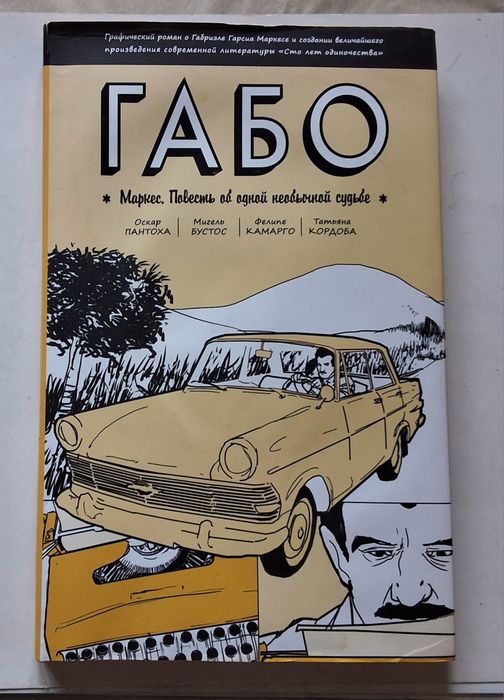 Графический роман о Габриэле Гарсиа Маркесе и создании величайшего
произведения современной литературы «Сто лет одиночества»
ГАБО
* Маркес. Повесть об одной необычной судьбе *
Оскар ПАНТОХА | Мигель БУСТОС | Фелипе КАМАРГО | Татьяна КОРДОБА